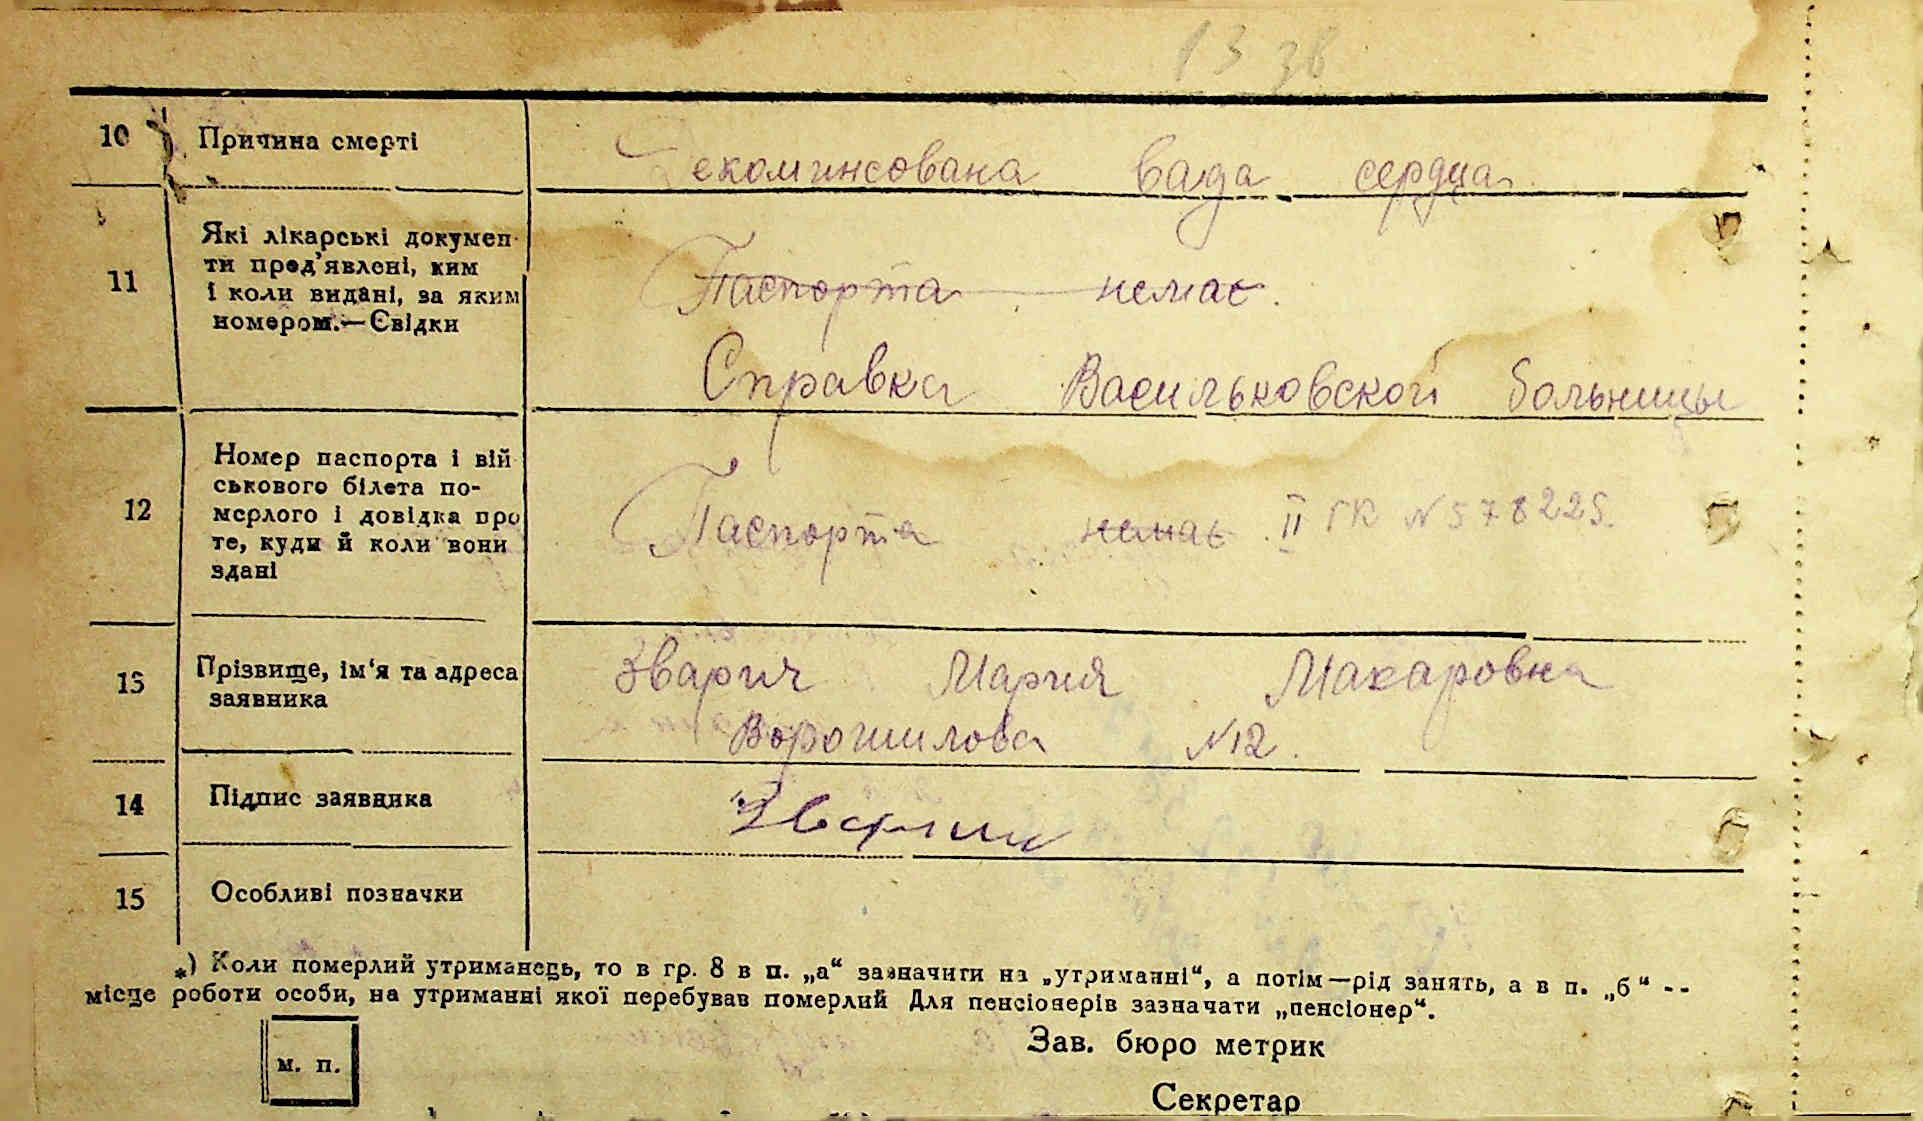 13 38
10 Причина смерті Декоминсована вада сердца
11 Які лікарські докумен-
ти пред'явлені, ким
і коли видані, за яким
номером.—Свідки
Паспорта немає.
Справка Васильковской больницы
12 Номер паспорта і вій-
ськового білета по-
мерлого і довідка про
те, куди й коли вони
здані
Паспорта немає II ГК N 578225.
13 Прізвище, ім'я та адреса
заявника
Зварич Мария Макаровна
Ворошилова N12.
14 Підпис заявника Зварич
15 Особливі позначки
*) Коли померлий утриманець, то в гр. 8 в п. „а“ зазначити на „утриманні“, а потім—рід занять, а в п. „б“ --
місце роботи особи, на утриманні якої перебував померлий Для пенсіонерів зазначати „пенсіонер“.
м. п.
Зав. бюро метрик
Секретар